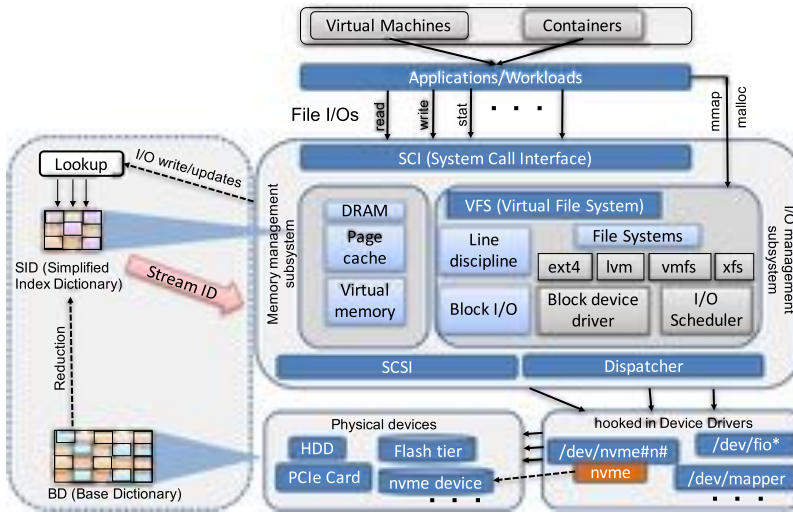 Virtual Machines
Containers
Applications/Workloads
File I/Os
read
write
stat
. . .
mmap
malloc
Lookup
I/O write/updates
SCI (System Call Interface)
Memory management
subsystem
DRAM
Page
cache
Virtual
memory
VFS (Virtual File System)
Line
discipline
File Systems
ext4
lvm
vmfs
xfs
Block I/O
Block device
driver
I/O
Scheduler
I/O management
subsystem
SID (Simplified
Index Dictionary)
Stream ID
Reduction
SCSI
Dispatcher
BD (Base Dictionary)
Physical devices
HDD
Flash tier
PCIe Card
nvme device
. . .
hooked in Device Drivers
/dev/nvme#n#
nvme
/dev/fio*
/dev/mapper
. . .